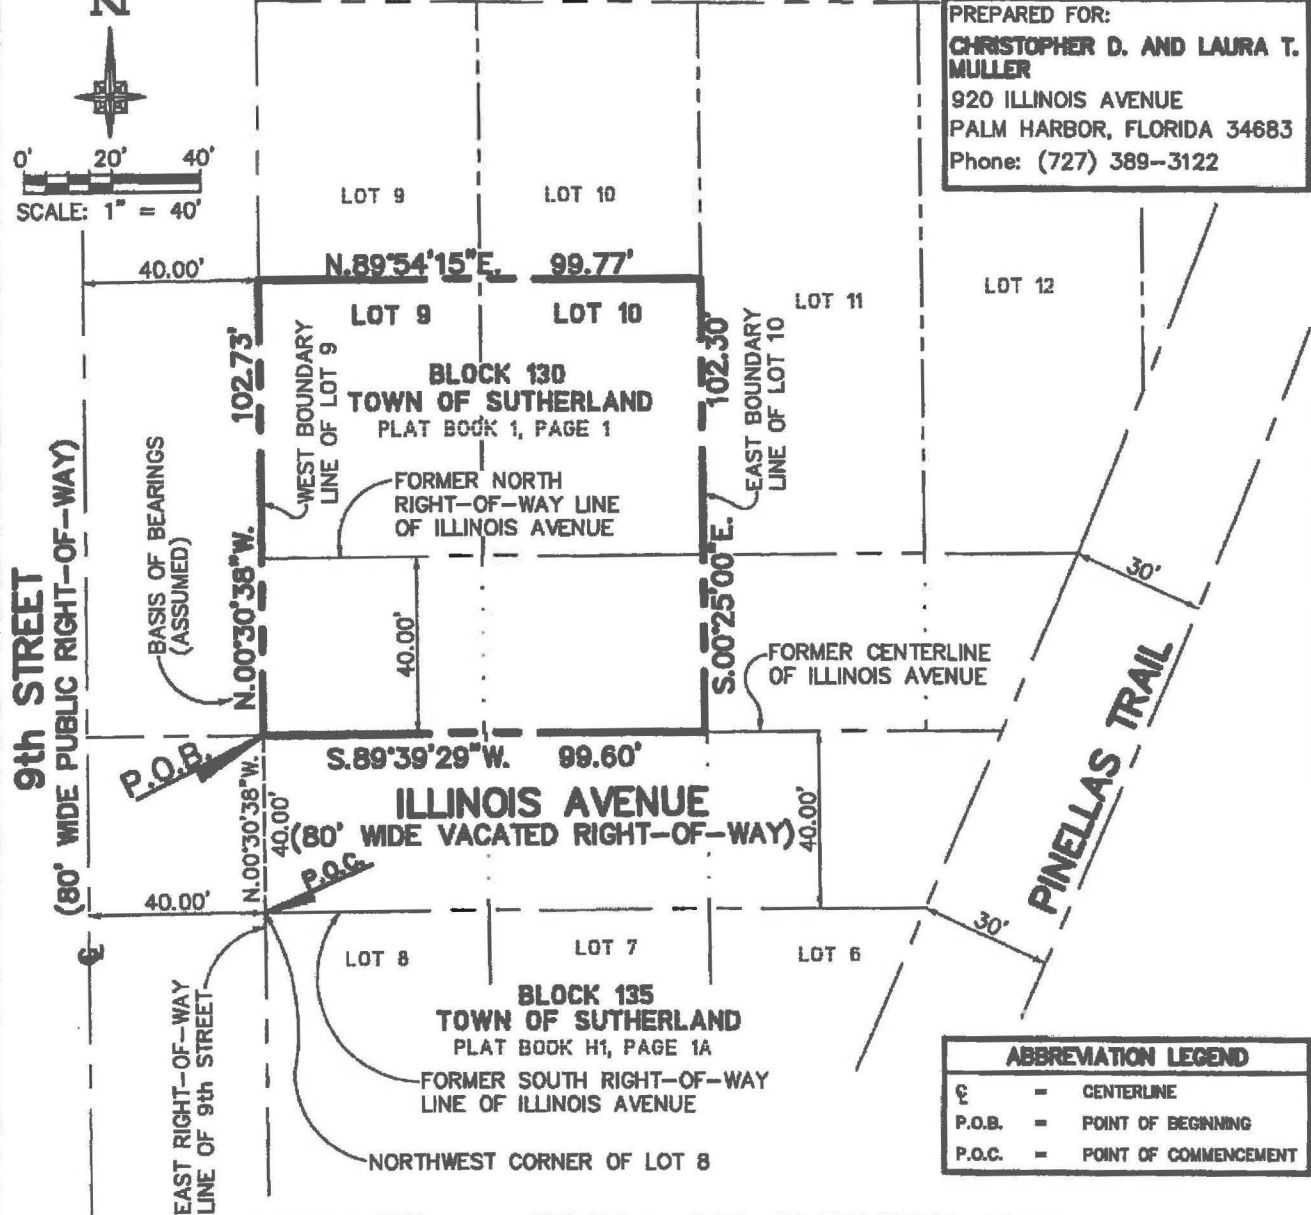 N
PREPARED FOR:
CHRISTOPHER D. AND LAURA T.
MULLER
920 ILLINOIS AVENUE
PALM HARBOR, FLORIDA 34683
Phone: (727) 389-3122
0' 20' 40'
SCALE: 1" = 40'
LOT 9
LOT 10
40.00'
N.89°54'15"E. 99.77'
LOT 9
LOT 10
LOT 11
LOT 12
102.73'
N.00°30'38"W.
WEST BOUNDARY
LINE OF LOT 9
BLOCK 130
TOWN OF SUTHERLAND
PLAT BOOK 1, PAGE 1
102.30'
S.00°25'00"E.
EAST BOUNDARY
LINE OF LOT 10
FORMER NORTH
RIGHT-OF-WAY LINE
OF ILLINOIS AVENUE
9th STREET
(80' WIDE PUBLIC RIGHT-OF-WAY)
BASIS OF BEARINGS
(ASSUMED)
40.00'
30'
FORMER CENTERLINE
OF ILLINOIS AVENUE
PINELLAS TRAIL
P.O.B.
S.89°39'29"W. 99.60'
ILLINOIS AVENUE
(80' WIDE VACATED RIGHT-OF-WAY)
40.00'
N.00°30'38"W.
40.00'
P.O.C.
40.00'
30'
℄
LOT 8
LOT 7
LOT 6
BLOCK 135
TOWN OF SUTHERLAND
PLAT BOOK H1, PAGE 1A
FORMER SOUTH RIGHT-OF-WAY
LINE OF ILLINOIS AVENUE
EAST RIGHT-OF-WAY
LINE OF 9th STREET
NORTHWEST CORNER OF LOT 8
ABBREVIATION LEGEND
℄ = CENTERLINE
P.O.B. = POINT OF BEGINNING
P.O.C. = POINT OF COMMENCEMENT